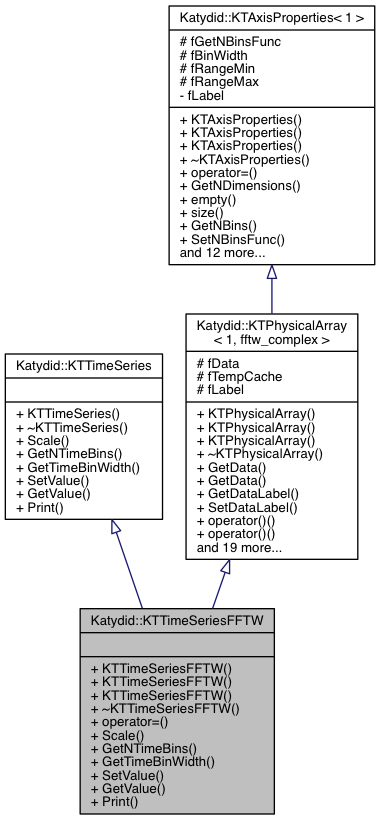 Katydid::KTAxisProperties< 1 >
# fGetNBinsFunc
# fBinWidth
# fRangeMin
# fRangeMax
- fLabel
+ KTAxisProperties()
+ KTAxisProperties()
+ KTAxisProperties()
+ ~KTAxisProperties()
+ operator=()
+ GetNDimensions()
+ empty()
+ size()
+ GetNBins()
+ SetNBinsFunc()
and 12 more...
Katydid::KTPhysicalArray
< 1, fftw_complex >
# fData
# fTempCache
# fLabel
+ KTPhysicalArray()
+ KTPhysicalArray()
+ KTPhysicalArray()
+ ~KTPhysicalArray()
+ GetData()
+ GetData()
+ GetDataLabel()
+ SetDataLabel()
+ operator()()
+ operator()()
and 19 more...
Katydid::KTTimeSeries
+ KTTimeSeries()
+ ~KTTimeSeries()
+ Scale()
+ GetNTimeBins()
+ GetTimeBinWidth()
+ SetValue()
+ GetValue()
+ Print()
Katydid::KTTimeSeriesFFTW
+ KTTimeSeriesFFTW()
+ KTTimeSeriesFFTW()
+ KTTimeSeriesFFTW()
+ ~KTTimeSeriesFFTW()
+ operator=()
+ Scale()
+ GetNTimeBins()
+ GetTimeBinWidth()
+ SetValue()
+ GetValue()
+ Print()